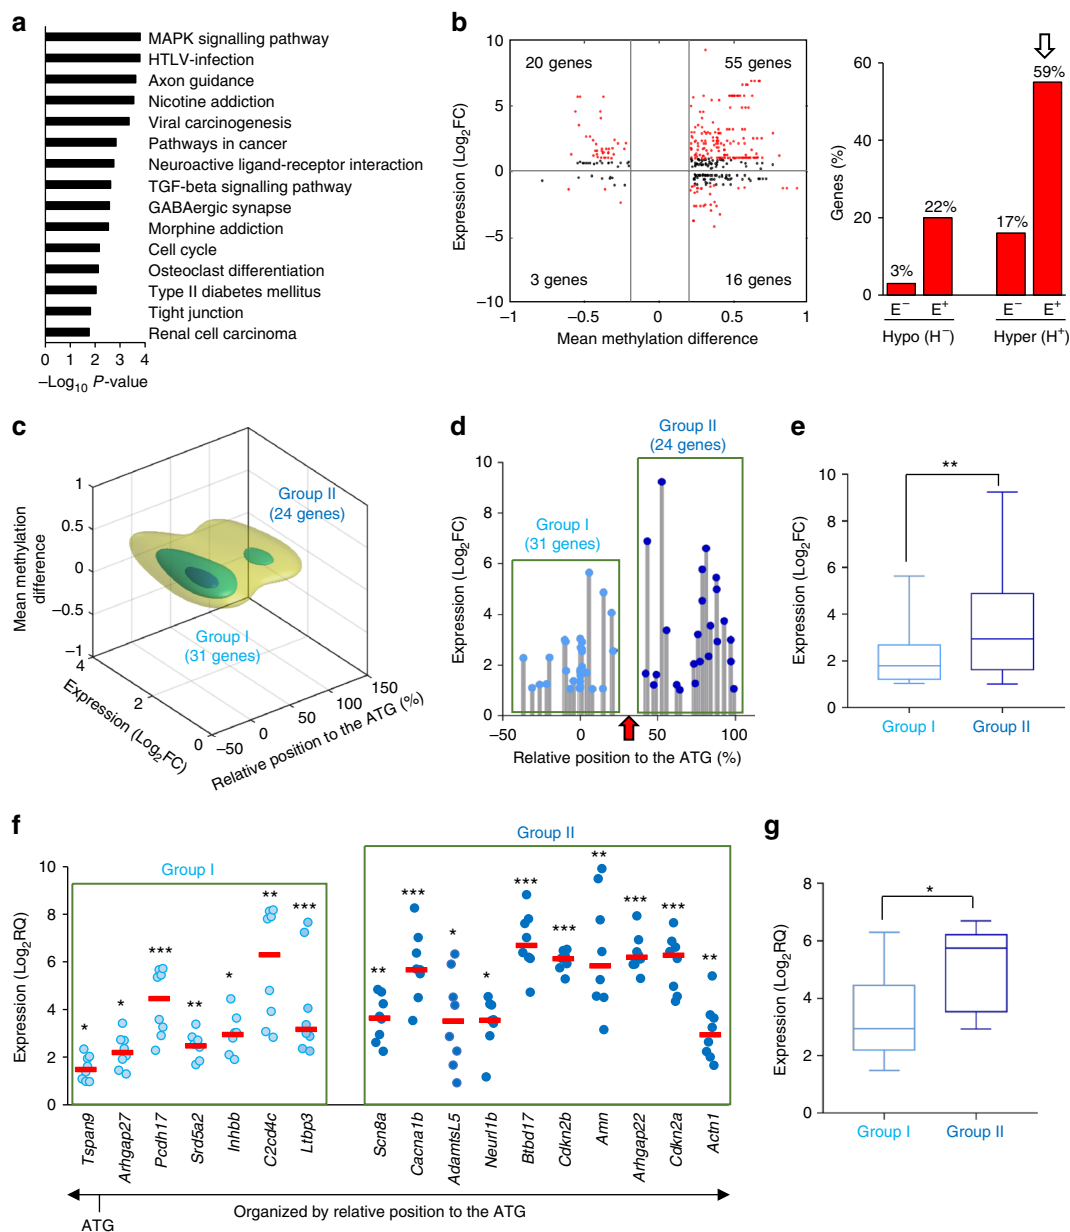 a
MAPK signalling pathway
HTLV-infection
Axon guidance
Nicotine addiction
Viral carcinogenesis
Pathways in cancer
Neuroactive ligand-receptor interaction
TGF-beta signalling pathway
GABAergic synapse
Morphine addiction
Cell cycle
Osteoclast differentiation
Type II diabetes mellitus
Tight junction
Renal cell carcinoma
0 1 2 3 4
–Log₁₀ P-value
b
Expression (Log₂FC)
10
5
0
−5
−10
20 genes
55 genes
3 genes
16 genes
−1 −0.5 0 0.5 1
Mean methylation difference
Genes (%)
60
40
20
0
3%
22%
17%
59%
E⁻ E⁺ E⁻ E⁺
Hypo (H⁻) Hyper (H⁺)
c
Mean methylation
difference
1
0.5
0
−0.5
−1
Group II
(24 genes)
Group I
(31 genes)
4
2
0
Expression (Log₂FC)
−50
0
50
100
150
Relative position to the ATG (%)
d
Group II
(24 genes)
Group I
(31 genes)
Expression (Log₂FC)
10
8
6
4
2
0
−50 0 50 100
Relative position to the ATG (%)
e
Expression (Log₂FC)
10
8
6
4
2
0
**
Group I Group II
f
Group I
Group II
Expression (Log₂RQ)
10
8
6
4
2
0
* * *** ** * ** ***
** *** * * *** *** ** *** *** **
Tspan9
Arhgap27
Pcdh17
Srd5a2
Inhbb
C2cd4c
Ltbp3
Scn8a
Cacna1b
AdamtsL5
Neurl1b
Btbd17
Cdkn2b
Amn
Arhgap22
Cdkn2a
Actn1
Organized by relative position to the ATG
ATG
g
Expression (Log₂RQ)
8
6
4
2
0
*
Group I Group II